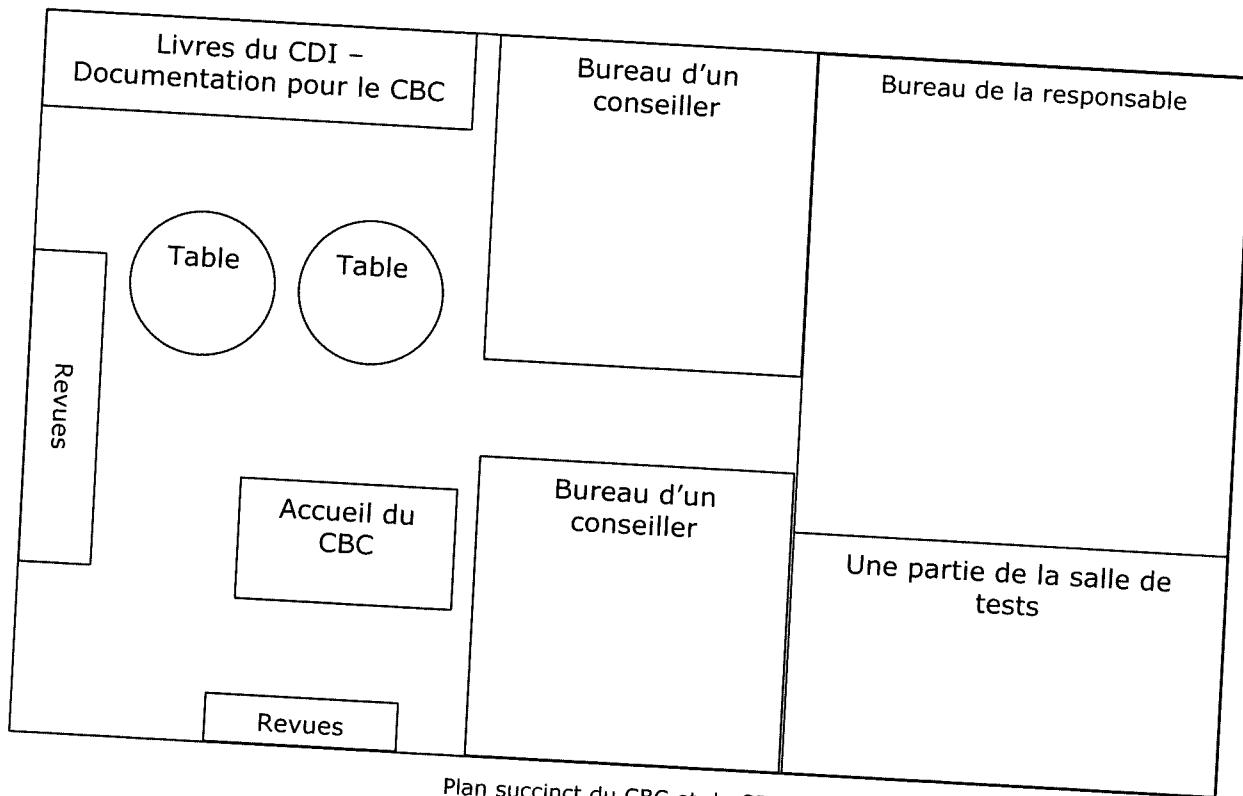 Livres du CDI –
Documentation pour le CBC
Bureau d'un
conseiller
Bureau de la responsable
Table
Table
Revues
Accueil du
CBC
Bureau d'un
conseiller
Une partie de la salle de
tests
Revues
Plan succinct du CBC et du